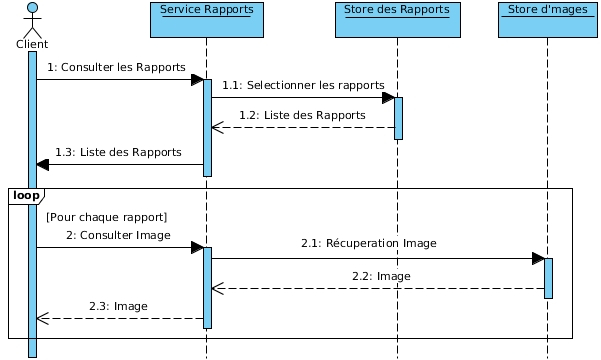 Service Rapports
Store des Rapports
Store d'mages
Client
1: Consulter les Rapports
1.1: Selectionner les rapports
1.2: Liste des Rapports
1.3: Liste des Rapports
loop
[Pour chaque rapport]
2: Consulter Image
2.1: Récuperation Image
2.2: Image
2.3: Image